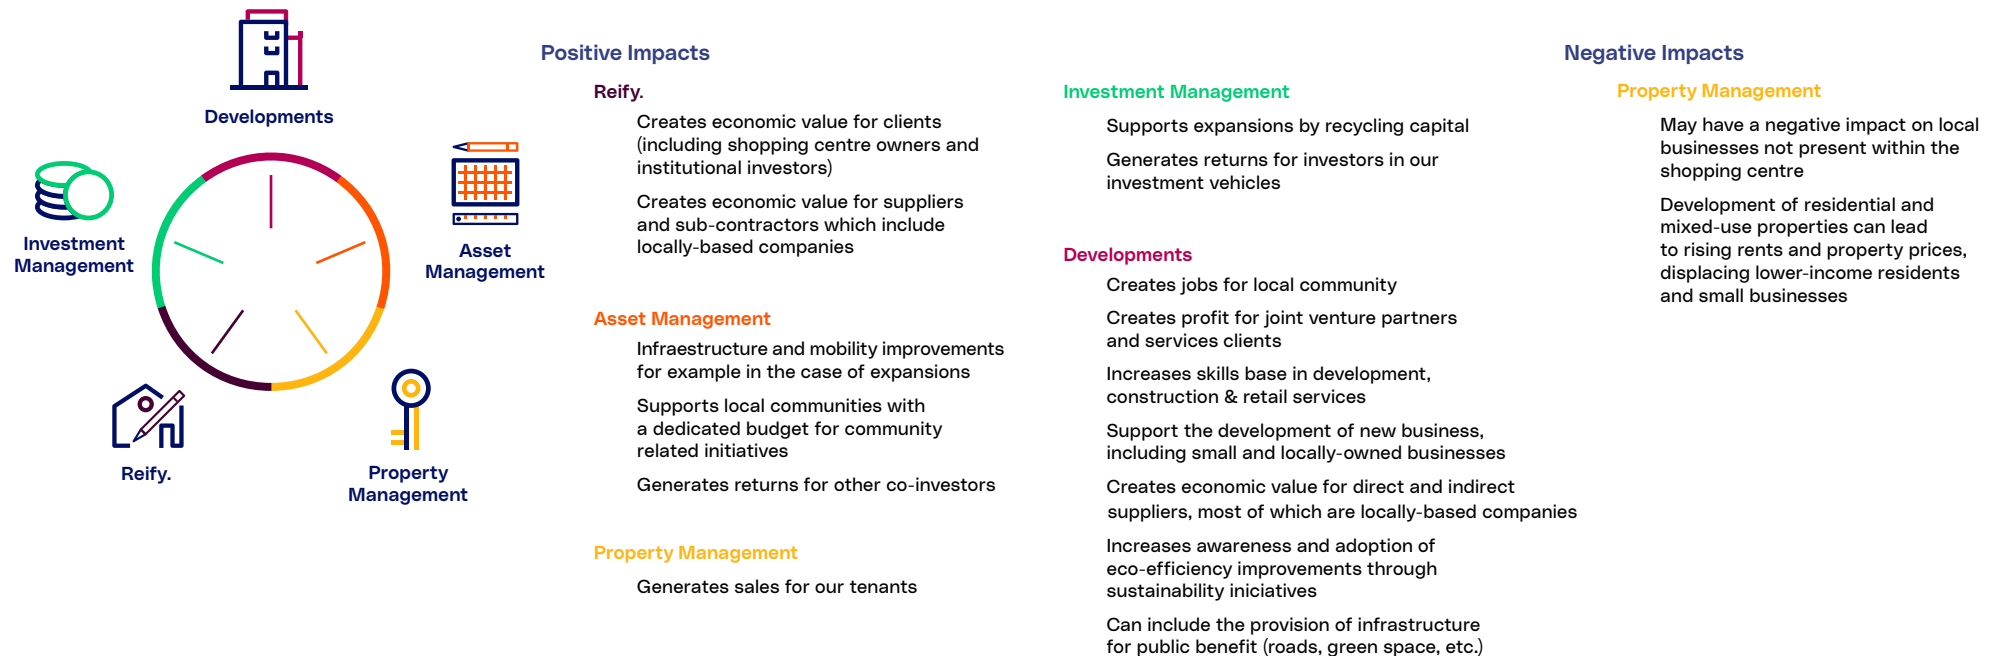 Developments
Investment
Management
Asset
Management
Reify.
Property
Management
Positive Impacts
Reify.
Creates economic value for clients
(including shopping centre owners and
institutional investors)
Creates economic value for suppliers
and sub-contractors which include
locally-based companies
Asset Management
Infraestructure and mobility improvements
for example in the case of expansions
Supports local communities with
a dedicated budget for community
related initiatives
Generates returns for other co-investors
Property Management
Generates sales for our tenants
Investment Management
Supports expansions by recycling capital
Generates returns for investors in our
investment vehicles
Developments
Creates jobs for local community
Creates profit for joint venture partners
and services clients
Increases skills base in development,
construction & retail services
Support the development of new business,
including small and locally-owned businesses
Creates economic value for direct and indirect
suppliers, most of which are locally-based companies
Increases awareness and adoption of
eco-efficiency improvements through
sustainability iniciatives
Can include the provision of infrastructure
for public benefit (roads, green space, etc.)
Negative Impacts
Property Management
May have a negative impact on local
businesses not present within the
shopping centre
Development of residential and
mixed-use properties can lead
to rising rents and property prices,
displacing lower-income residents
and small businesses